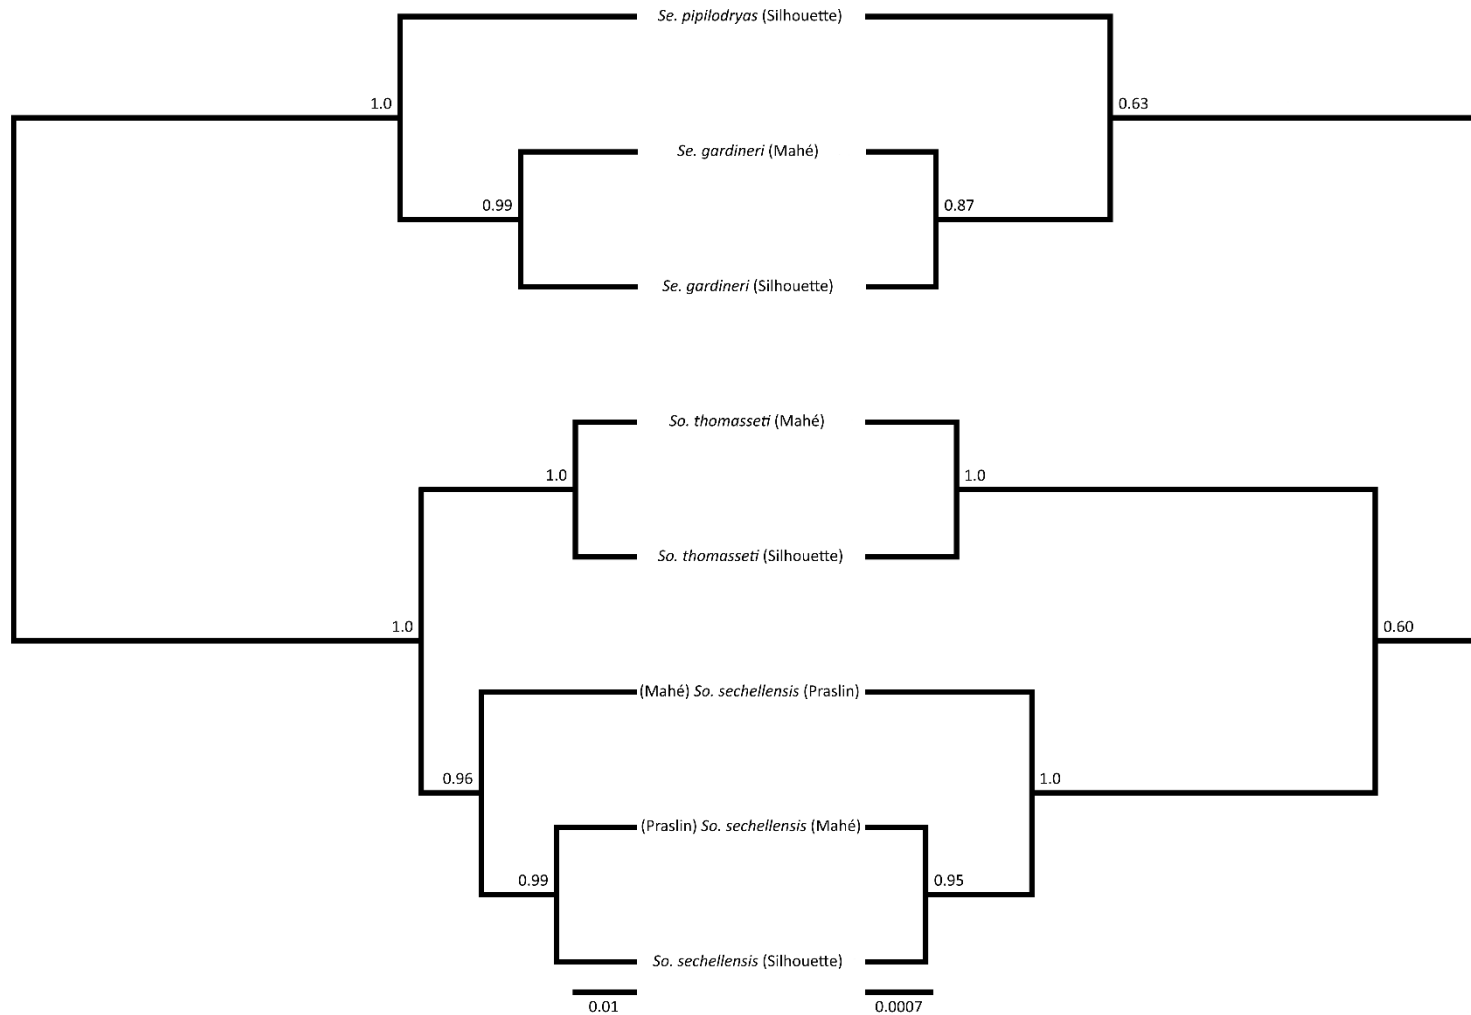 Se. pipilodryas (Silhouette)
1.0
0.63
Se. gardineri (Mahé)
0.99
0.87
Se. gardineri (Silhouette)
So. thomasseti (Mahé)
1.0
1.0
So. thomasseti (Silhouette)
1.0
0.60
(Mahé) So. sechellensis (Praslin)
0.96
1.0
(Praslin) So. sechellensis (Mahé)
0.99
0.95
So. sechellensis (Silhouette)
0.01
0.0007